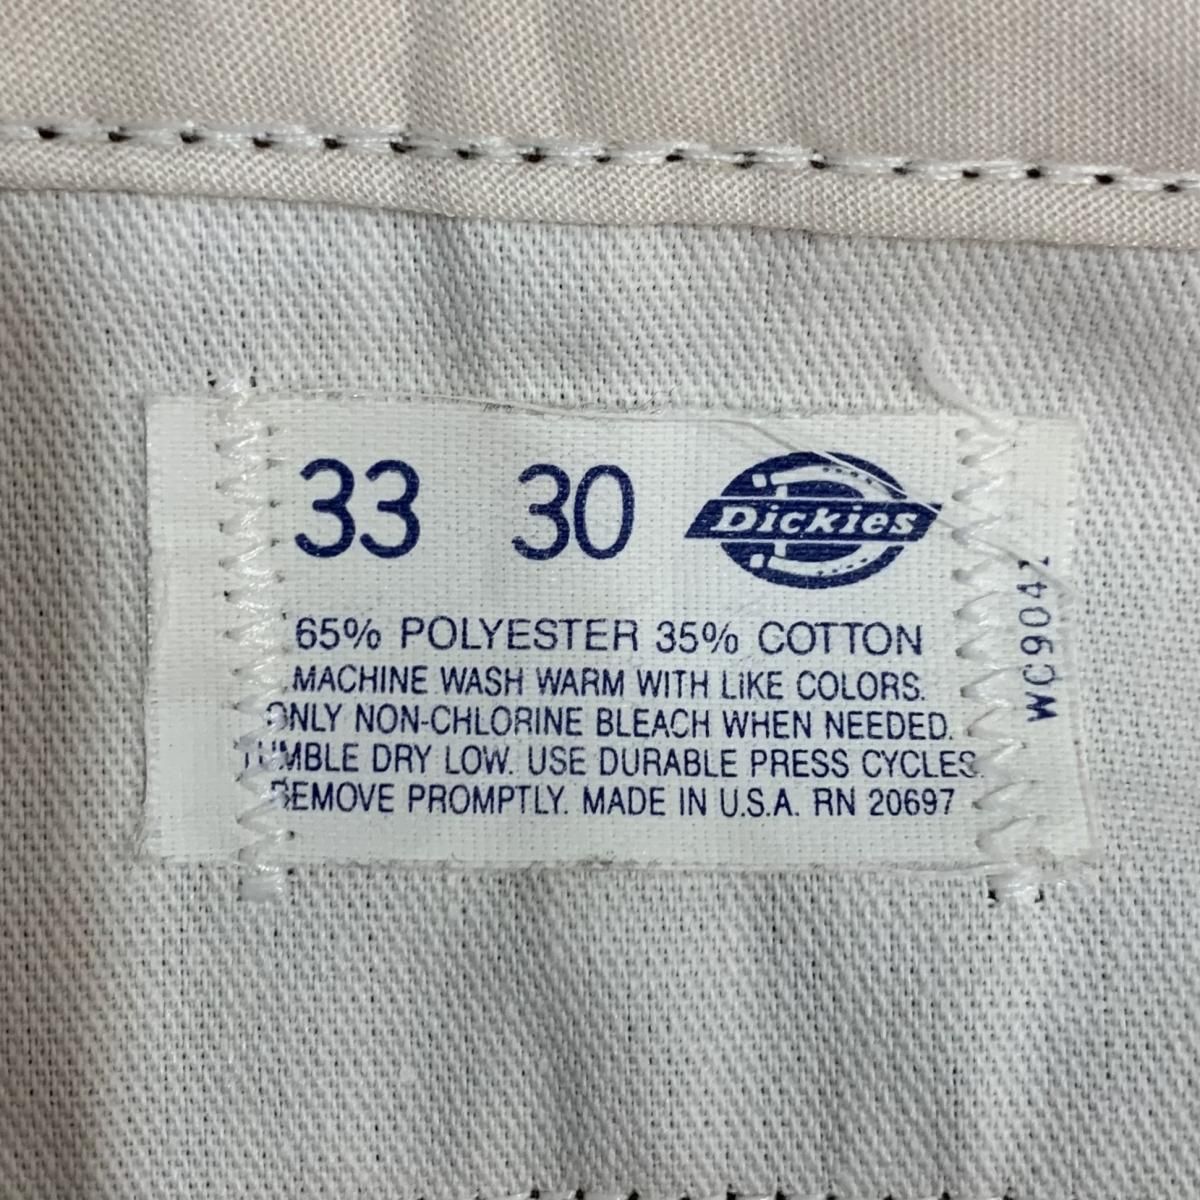 33 30 Dickies
65% POLYESTER 35% COTTON
MACHINE WASH WARM WITH LIKE COLORS.
ONLY NON-CHLORINE BLEACH WHEN NEEDED.
TUMBLE DRY LOW. USE DURABLE PRESS CYCLES.
REMOVE PROMPTLY. MADE IN U.S.A. RN 20697
WC9041